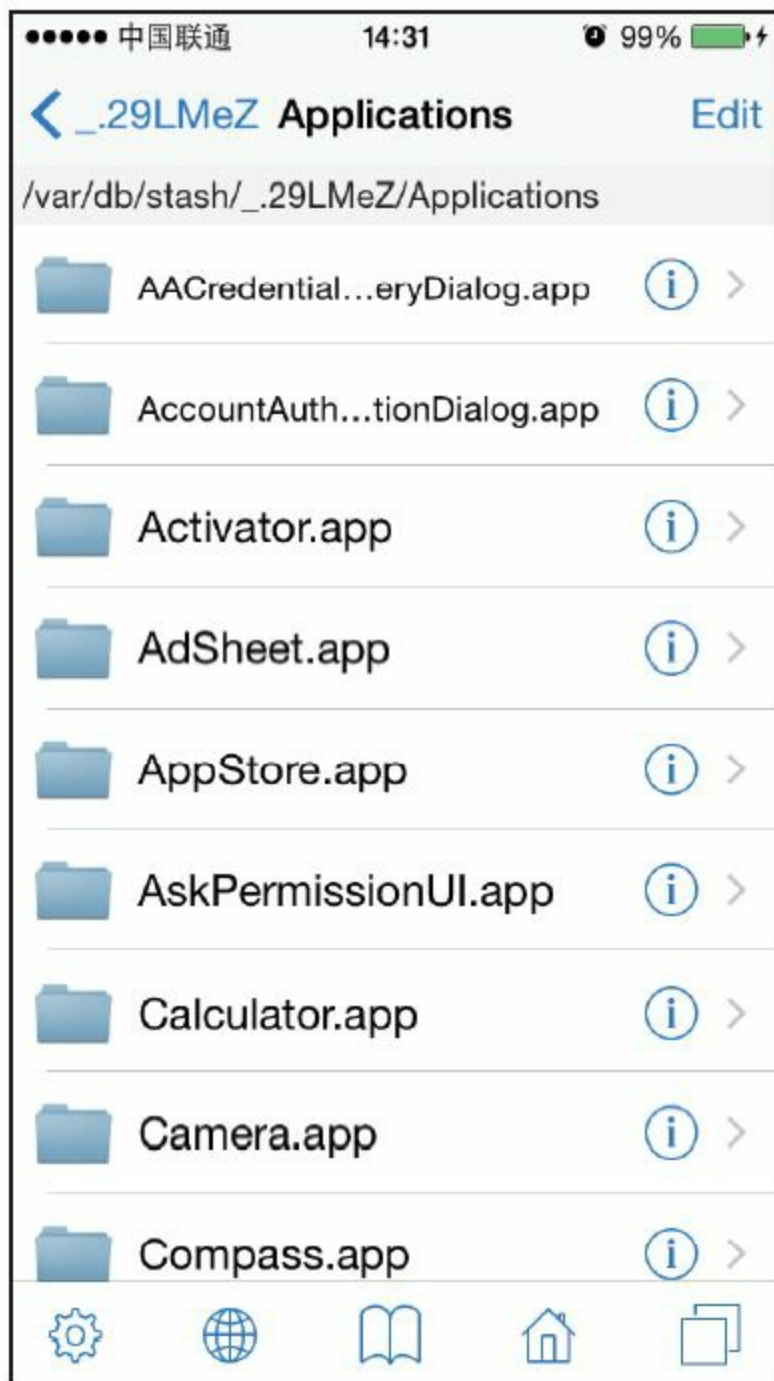 中国联通 14:31 99%
_.29LMeZ Applications Edit
/var/db/stash/_.29LMeZ/Applications
AACredential...eryDialog.app
AccountAuth...tionDialog.app
Activator.app
AdSheet.app
AppStore.app
AskPermissionUI.app
Calculator.app
Camera.app
Compass.app